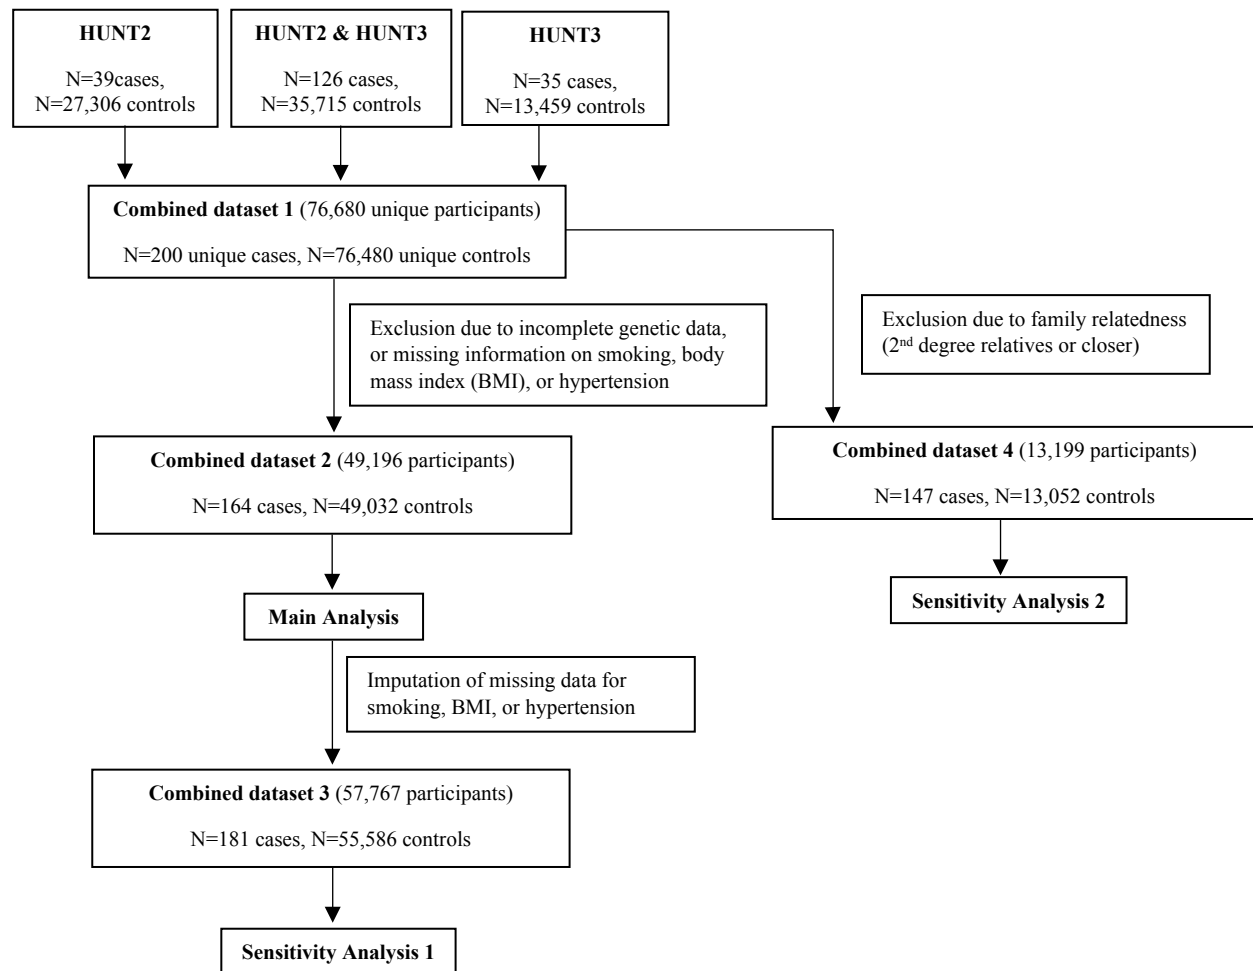 HUNT2
N=39cases,
N=27,306 controls
HUNT2 & HUNT3
N=126 cases,
N=35,715 controls
HUNT3
N=35 cases,
N=13,459 controls
Combined dataset 1 (76,680 unique participants)
N=200 unique cases, N=76,480 unique controls
Exclusion due to incomplete genetic data,
or missing information on smoking, body
mass index (BMI), or hypertension
Exclusion due to family relatedness
(2nd degree relatives or closer)
Combined dataset 2 (49,196 participants)
N=164 cases, N=49,032 controls
Combined dataset 4 (13,199 participants)
N=147 cases, N=13,052 controls
Main Analysis
Sensitivity Analysis 2
Imputation of missing data for
smoking, BMI, or hypertension
Combined dataset 3 (57,767 participants)
N=181 cases, N=55,586 controls
Sensitivity Analysis 1